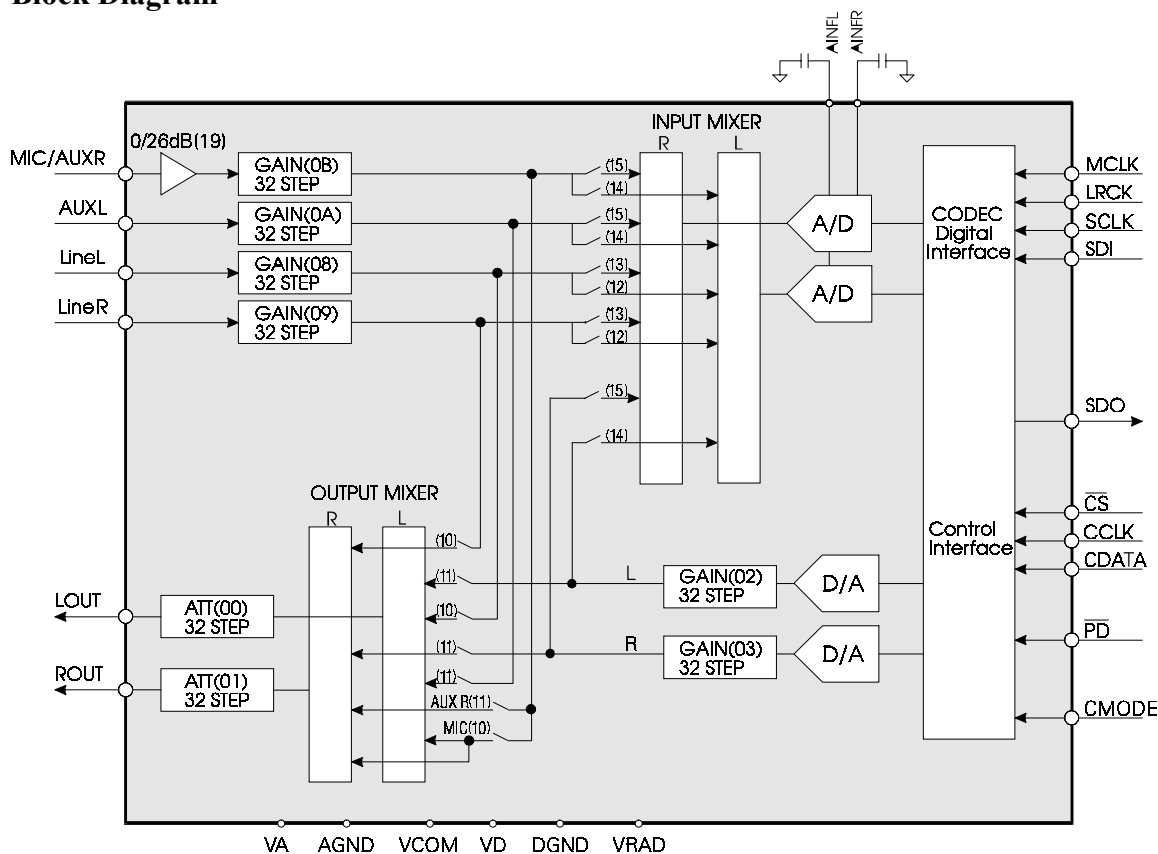 Block Diagram
AINFL
AINFR
0/26dB(19)
INPUT MIXER
R
L
MIC/AUXR
GAIN(0B)
32 STEP
(15)
(14)
MCLK
AUXL
GAIN(0A)
32 STEP
(15)
(14)
A/D
CODEC
Digital
Interface
LRCK
SCLK
LineL
GAIN(08)
32 STEP
(13)
(12)
A/D
SDI
LineR
GAIN(09)
32 STEP
(13)
(12)
(15)
(14)
SDO
OUTPUT MIXER
R
L
(10)
(11)
(10)
(11)
(11)
AUX R(11)
MIC(10)
L
GAIN(02)
32 STEP
D/A
R
GAIN(03)
32 STEP
D/A
Control
Interface
CS
CCLK
CDATA
PD
CMODE
LOUT
ATT(00)
32 STEP
ROUT
ATT(01)
32 STEP
VA
AGND
VCOM
VD
DGND
VRAD